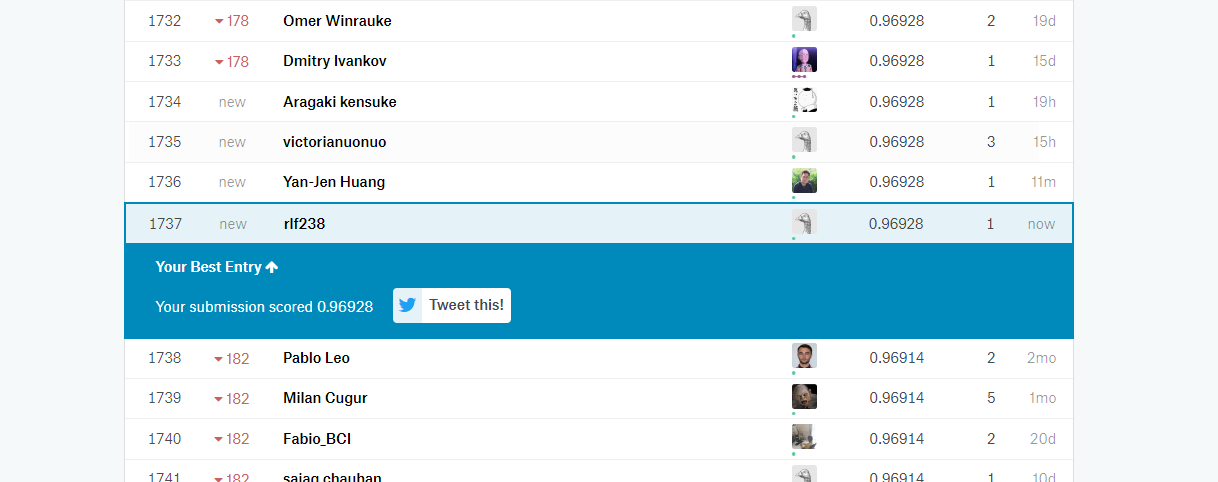 1732 178 Omer Winrauke 0.96928 2 19d
1733 178 Dmitry Ivankov 0.96928 1 15d
1734 new Aragaki kensuke 0.96928 1 19h
1735 new victorianuonuo 0.96928 3 15h
1736 new Yan-Jen Huang 0.96928 1 11m
1737 new rlf238 0.96928 1 now
Your Best Entry
Your submission scored 0.96928 Tweet this!
1738 182 Pablo Leo 0.96914 2 2mo
1739 182 Milan Cugur 0.96914 5 1mo
1740 182 Fabio_BCI 0.96914 2 20d
1741 182 sajag chauhan 0.96914 1 10d